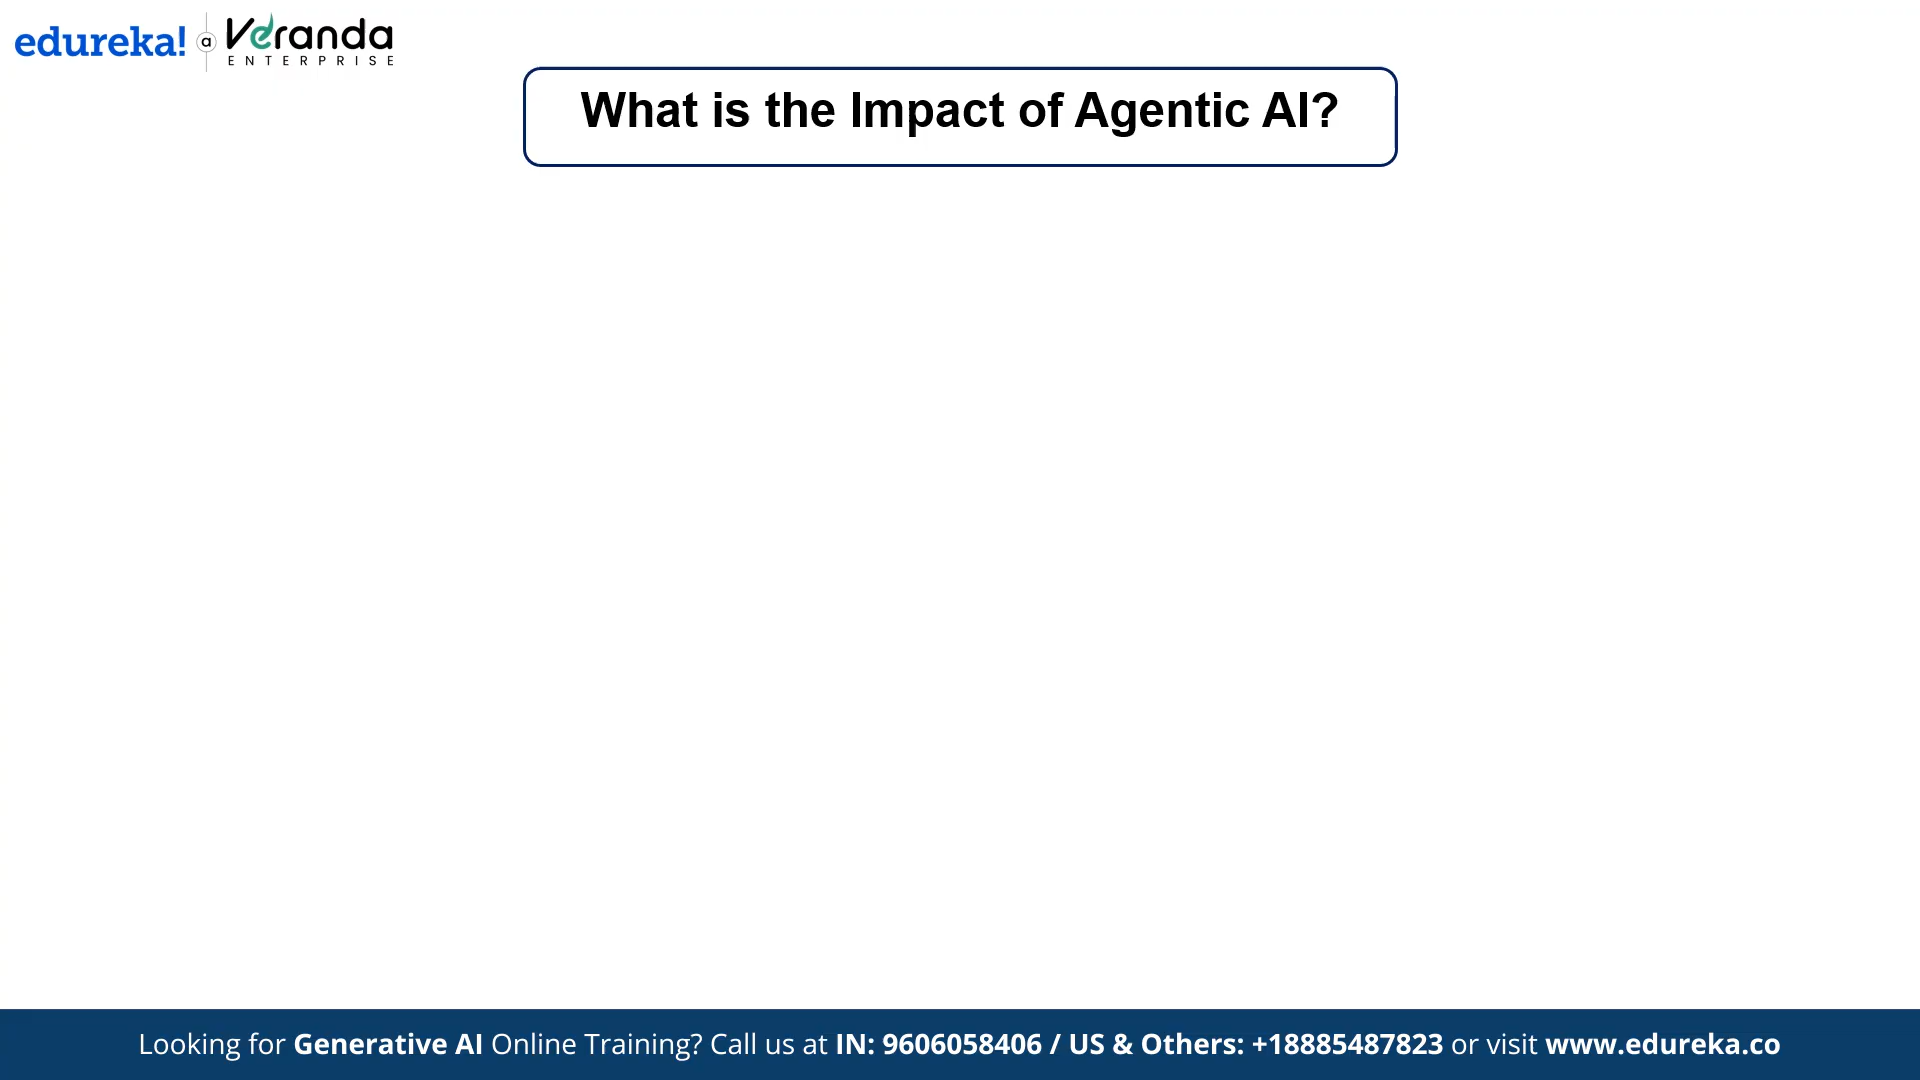 edureka! a Veranda
ENTERPRISE
What is the Impact of Agentic AI?
Looking for Generative AI Online Training? Call us at IN: 9606058406 / US & Others: +18885487823 or visit www.edureka.co